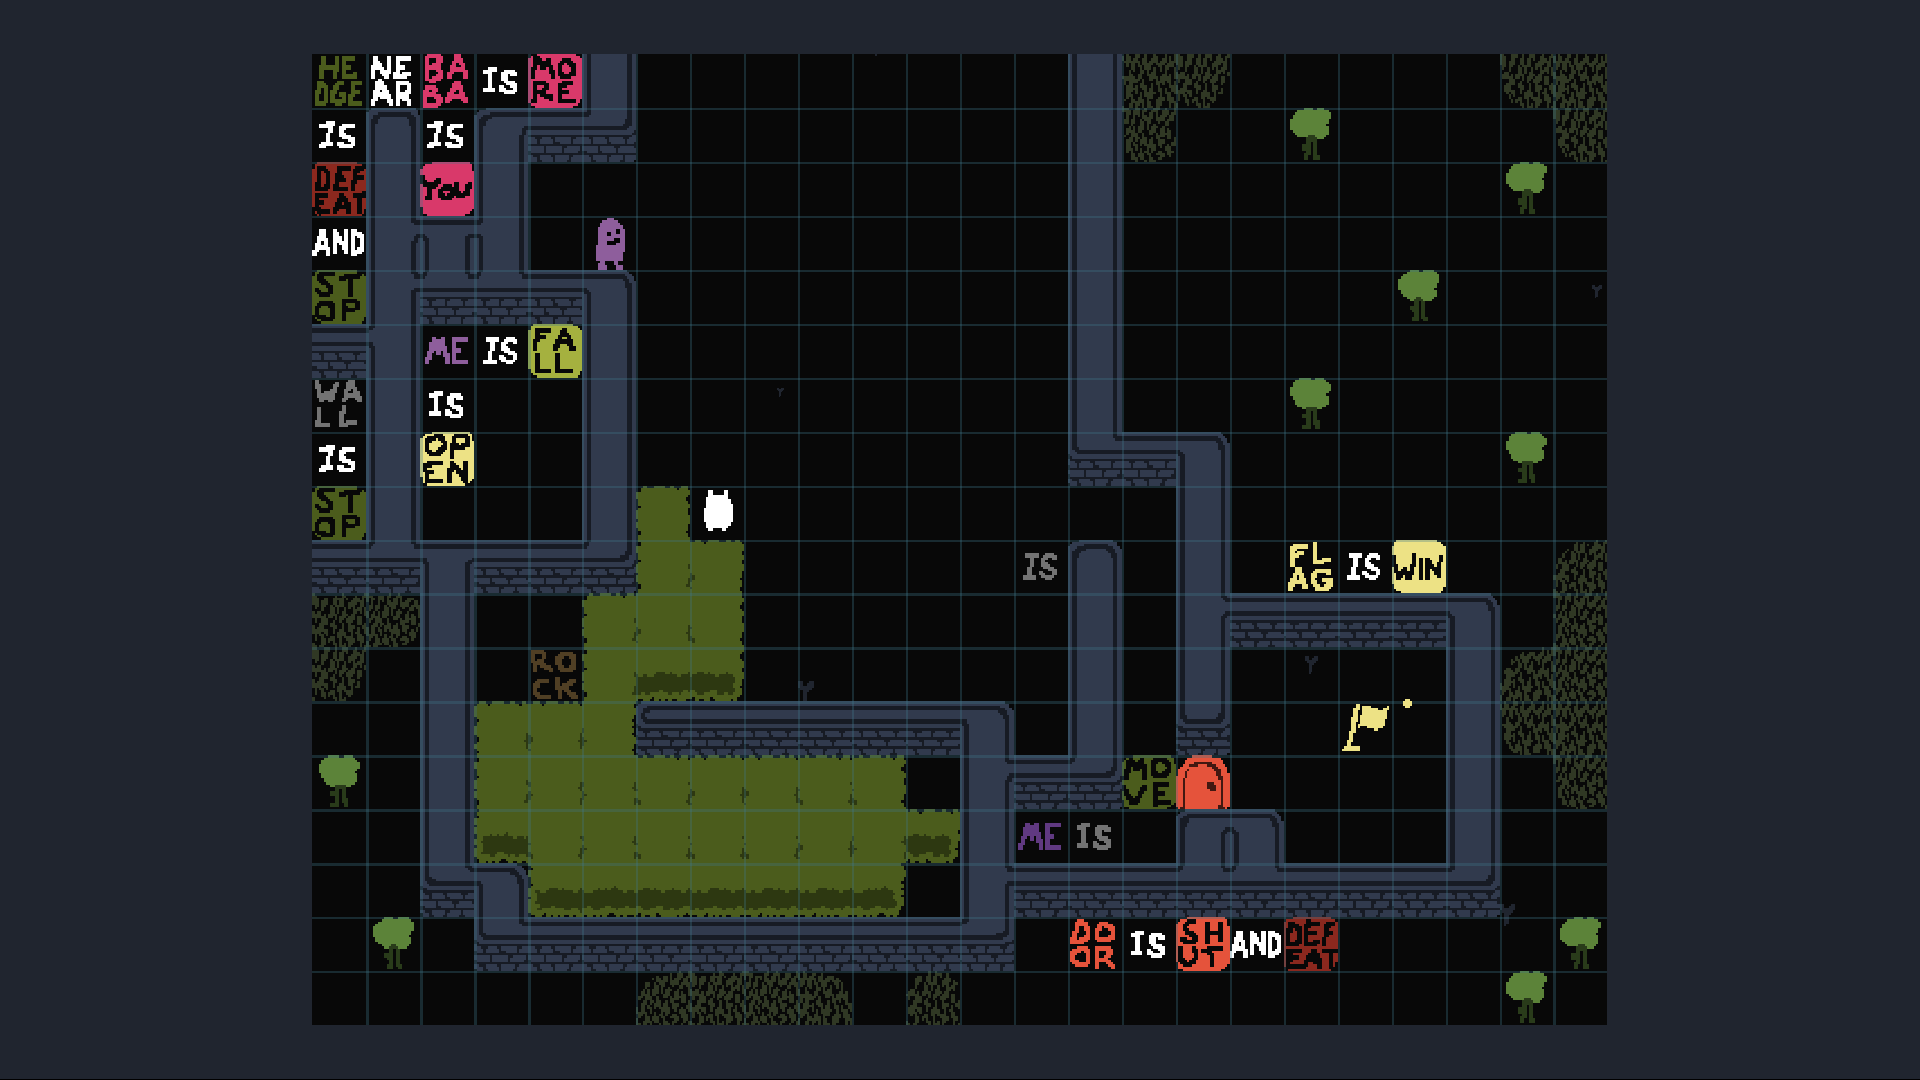 HEDGE NEAR BABA IS MORE
IS IS
DEFEAT YOU
AND
STOP
ME IS FALL
WALL IS
IS OPEN
STOP
IS FLAG IS WIN
ROCK
MOVE
ME IS
DOOR IS SHUT AND DEFEAT